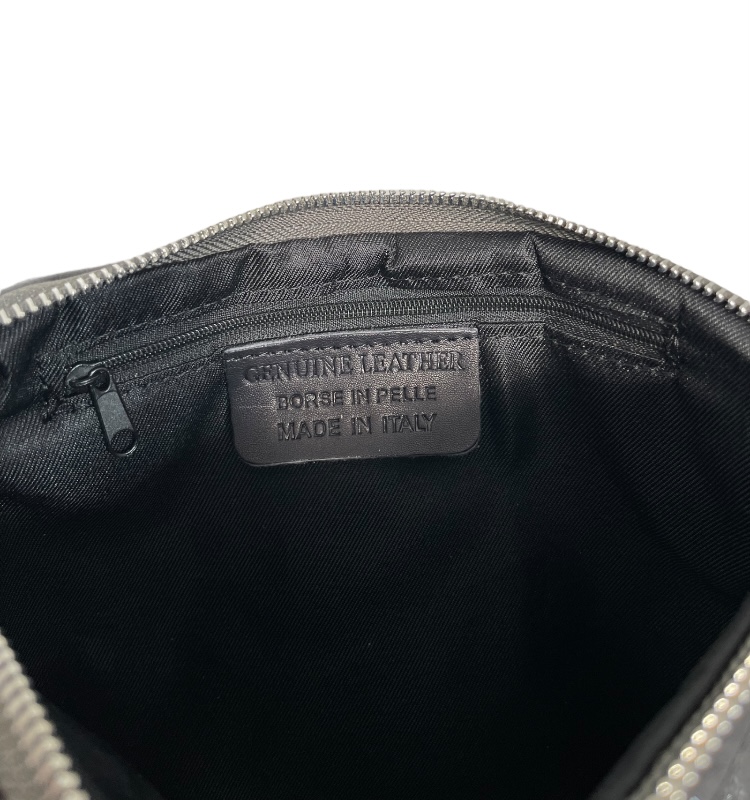 GENUINE LEATHER
BORSE IN PELLE
MADE IN ITALY